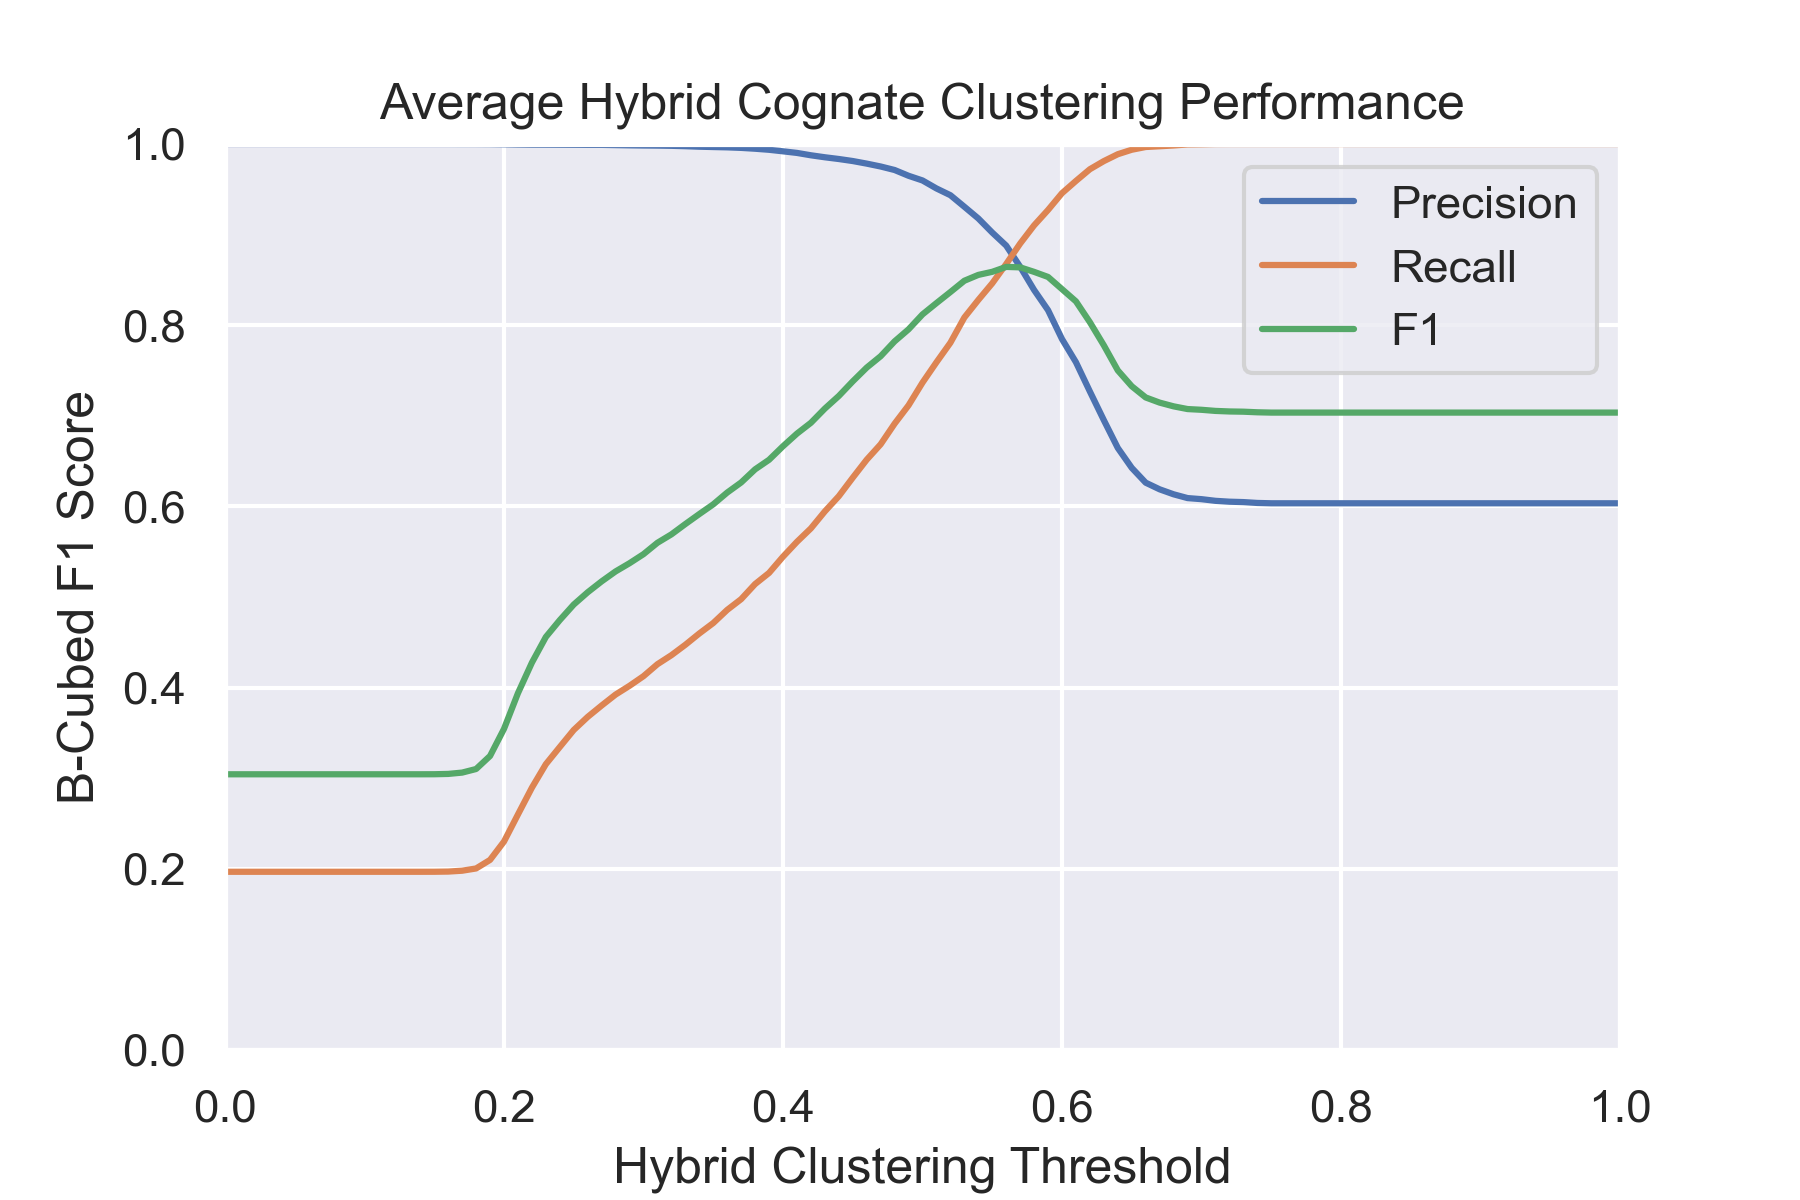 Average Hybrid Cognate Clustering Performance
1.0
0.8
0.6
0.4
0.2
0.0
B-Cubed F1 Score
Precision
Recall
F1
0.0 0.2 0.4 0.6 0.8 1.0
Hybrid Clustering Threshold